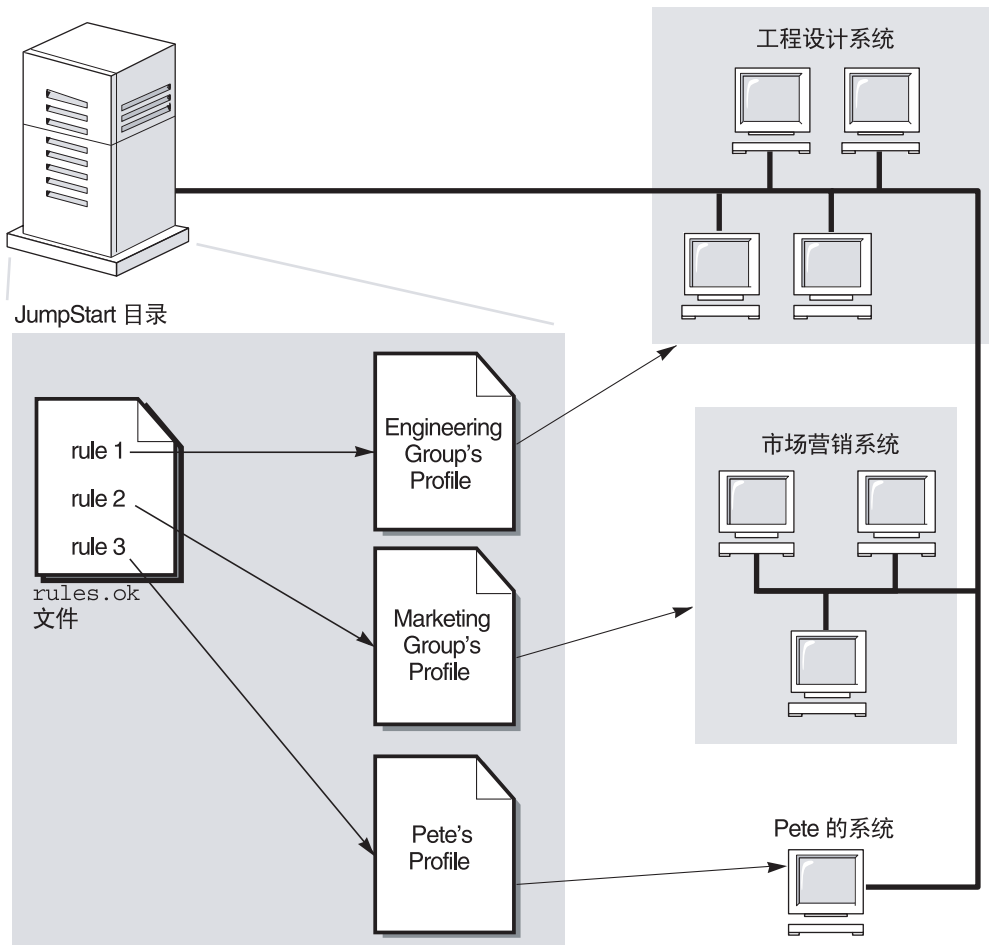 工程设计系统
JumpStart 目录
rule 1
rule 2
rule 3
rules.ok
文件
Engineering
Group's
Profile
Marketing
Group's
Profile
Pete's
Profile
市场营销系统
Pete 的系统